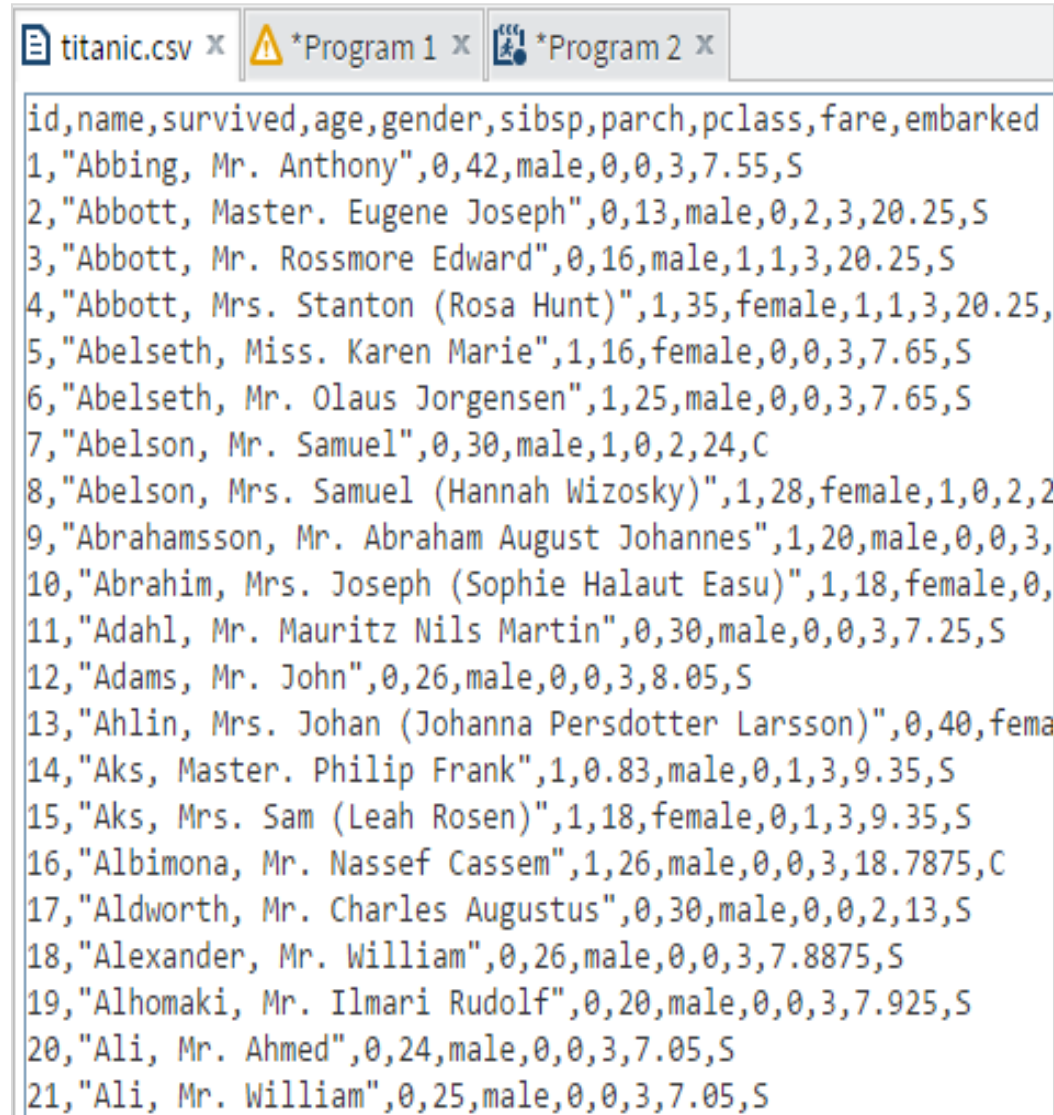 titanic.csv x *Program 1 x *Program 2 x
id,name,survived,age,gender,sibsp,parch,pclass,fare,embarked
1,"Abbing, Mr. Anthony",0,42,male,0,0,3,7.55,S
2,"Abbott, Master. Eugene Joseph",0,13,male,0,2,3,20.25,S
3,"Abbott, Mr. Rossmore Edward",0,16,male,1,1,3,20.25,S
4,"Abbott, Mrs. Stanton (Rosa Hunt)",1,35,female,1,1,3,20.25,
5,"Abelseth, Miss. Karen Marie",1,16,female,0,0,3,7.65,S
6,"Abelseth, Mr. Olaus Jorgensen",1,25,male,0,0,3,7.65,S
7,"Abelson, Mr. Samuel",0,30,male,1,0,2,24,C
8,"Abelson, Mrs. Samuel (Hannah Wizosky)",1,28,female,1,0,2,2
9,"Abrahamsson, Mr. Abraham August Johannes",1,20,male,0,0,3,
10,"Abrahim, Mrs. Joseph (Sophie Halaut Easu)",1,18,female,0,
11,"Adahl, Mr. Mauritz Nils Martin",0,30,male,0,0,3,7.25,S
12,"Adams, Mr. John",0,26,male,0,0,3,8.05,S
13,"Ahlin, Mrs. Johan (Johanna Persdotter Larsson)",0,40,fema
14,"Aks, Master. Philip Frank",1,0.83,male,0,1,3,9.35,S
15,"Aks, Mrs. Sam (Leah Rosen)",1,18,female,0,1,3,9.35,S
16,"Albimona, Mr. Nassef Cassem",1,26,male,0,0,3,18.7875,C
17,"Aldworth, Mr. Charles Augustus",0,30,male,0,0,2,13,S
18,"Alexander, Mr. William",0,26,male,0,0,3,7.8875,S
19,"Alhomaki, Mr. Ilmari Rudolf",0,20,male,0,0,3,7.925,S
20,"Ali, Mr. Ahmed",0,24,male,0,0,3,7.05,S
21,"Ali, Mr. William",0,25,male,0,0,3,7.05,S